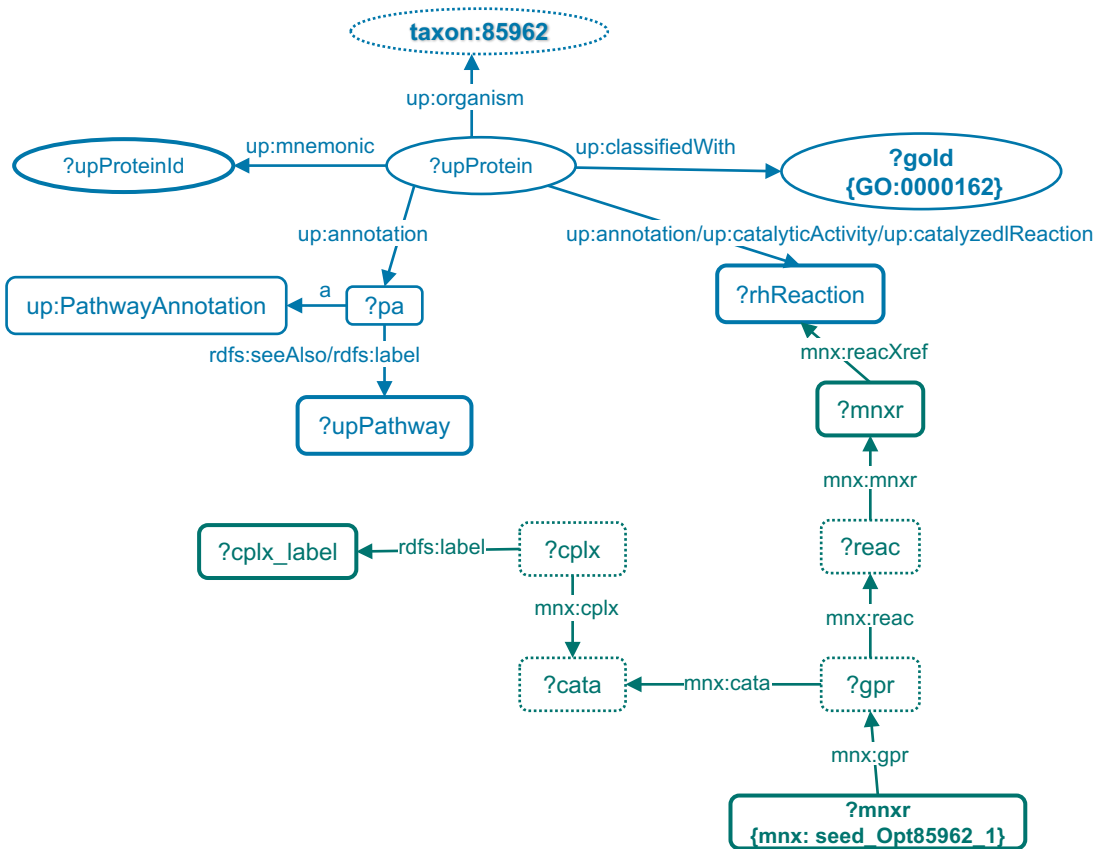 taxon:85962
up:organism
up:mnemonic
up:classifiedWith
?upProteinId
?upProtein
?goId
{GO:0000162}
up:annotation
up:annotation/up:catalyticActivity/up:catalyzedlReaction
up:PathwayAnnotation
a
?pa
?rhReaction
rdfs:seeAlso/rdfs:label
mnx:reacXref
?upPathway
?mnxr
mnx:mnxr
?cplx_label
rdfs:label
?cplx
?reac
mnx:cplx
mnx:reac
?cata
mnx:cata
?gpr
mnx:gpr
?mnxr
{mnx: seed_Opt85962_1}